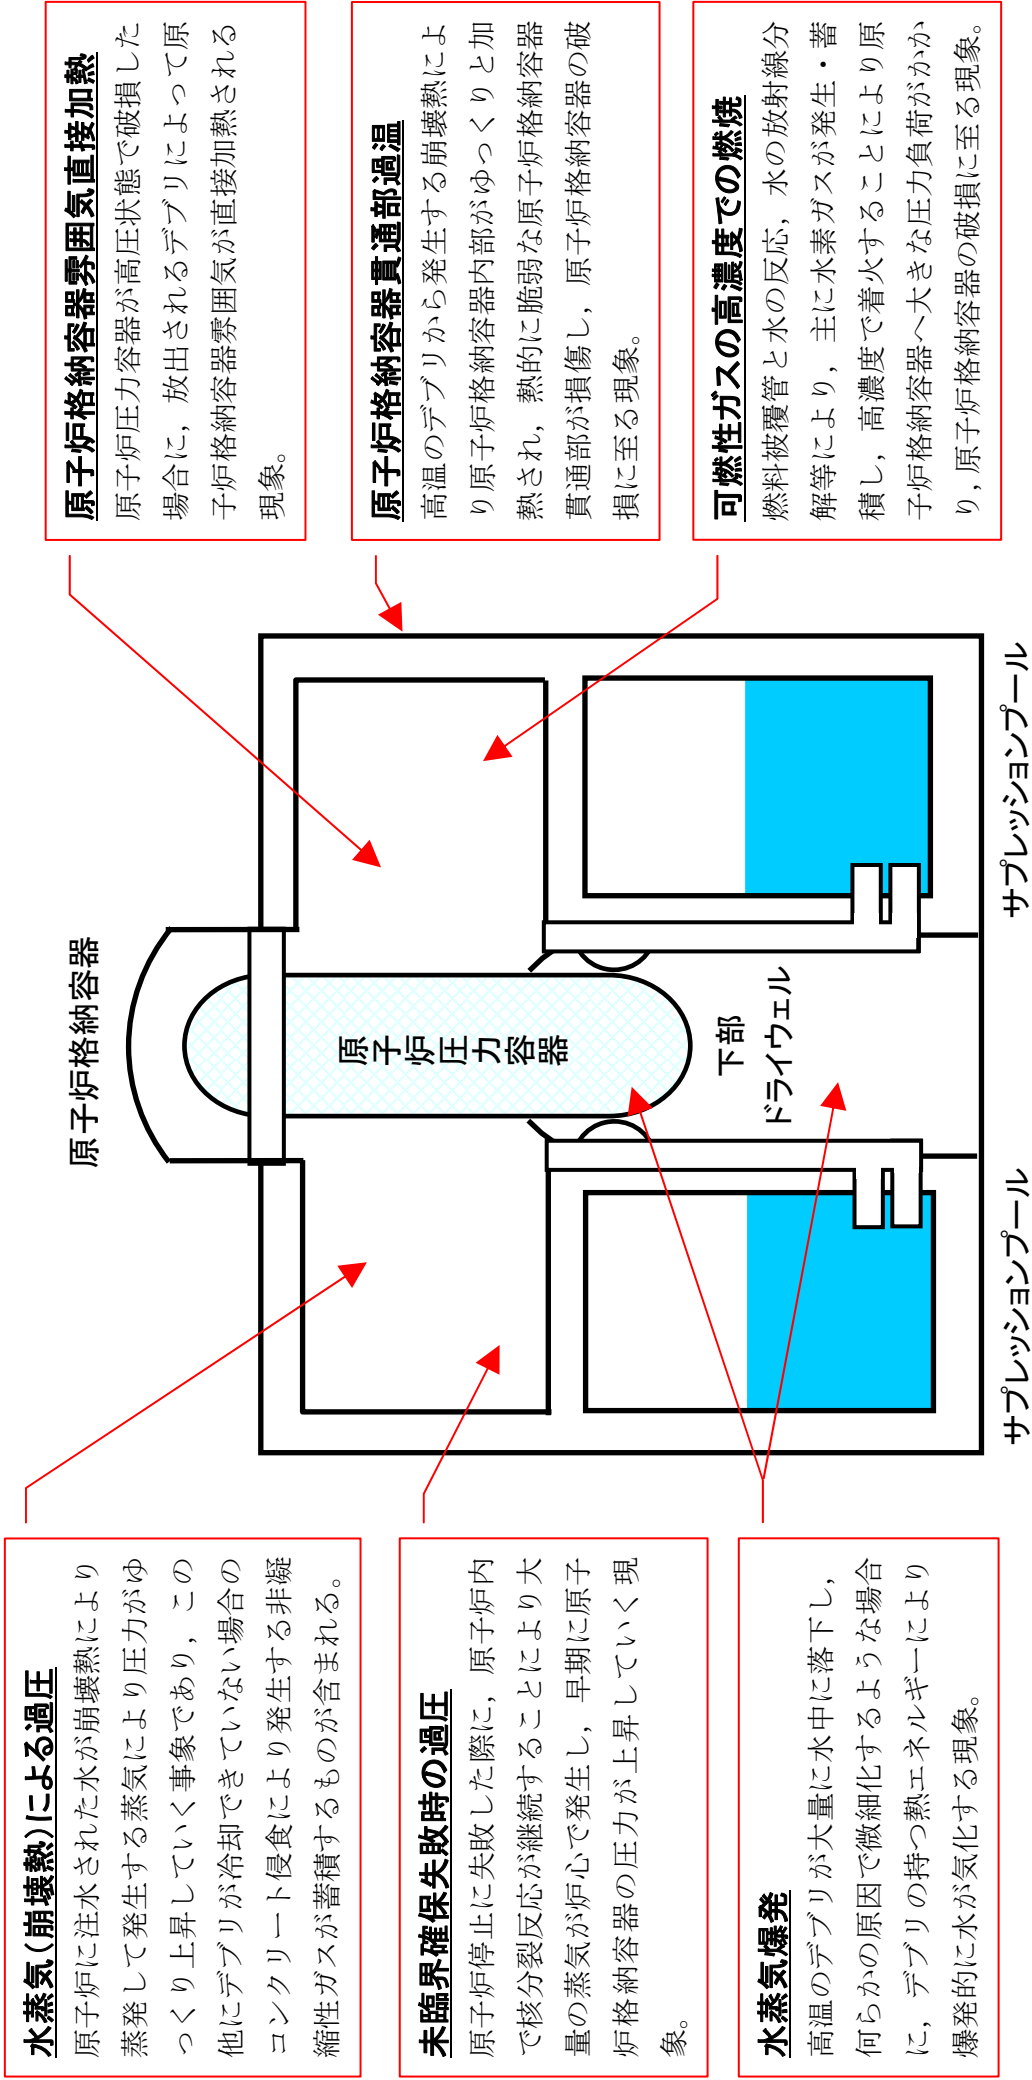 水蒸気(崩壊熱)による過圧
原子炉に注水された水が崩壊熱により
蒸発して発生する蒸気により圧力がゆ
っくり上昇していく事象であり，この
他にデブリが冷却できていない場合の
コンクリート侵食により発生する非凝
縮性ガスが蓄積するものが含まれる。
未臨界確保失敗時の過圧
原子炉停止に失敗した際に，原子炉内
で核分裂反応が継続することにより大
量の蒸気が炉心で発生し，早期に原子
炉格納容器の圧力が上昇していく現
象。
水蒸気爆発
高温のデブリが大量に水中に落下し，
何らかの原因で微細化するような場合
に，デブリの持つ熱エネルギーにより
爆発的に水が気化する現象。
原子炉格納容器
原子炉圧力容器
下部
ドライウェル
サプレッションプール
サプレッションプール
原子炉格納容器雰囲気直接加熱
原子炉圧力容器が高圧状態で破損した
場合に，放出されるデブリによって原
子炉格納容器雰囲気が直接加熱される
現象。
原子炉格納容器貫通部過温
高温のデブリから発生する崩壊熱によ
り原子炉格納容器内部がゆっくりと加
熱され，熱的に脆弱な原子炉格納容器
貫通部が損傷し，原子炉格納容器の破
損に至る現象。
可燃性ガスの高濃度での燃焼
燃料被覆管と水の反応，水の放射線分
解等により，主に水素ガスが発生・蓄
積し，高濃度で着火することにより原
子炉格納容器へ大きな圧力負荷がかか
り，原子炉格納容器の破損に至る現象。